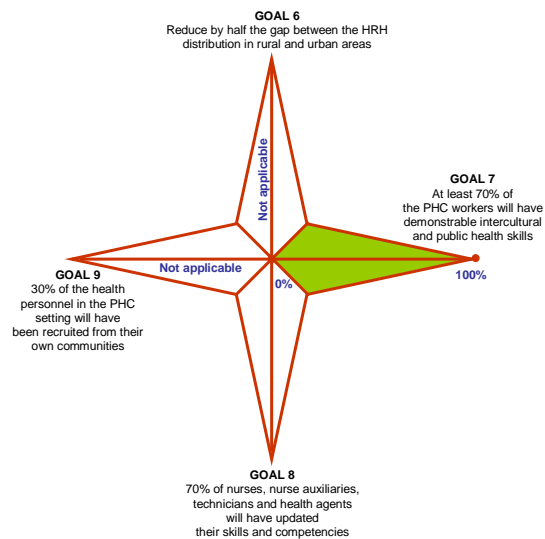 GOAL 6
Reduce by half the gap between the HRH
distribution in rural and urban areas
Not applicable
GOAL 7
At least 70% of
the PHC workers will have
demonstrable intercultural
and public health skills
100%
Not applicable
0%
GOAL 9
30% of the health
personnel in the PHC
setting will have
been recruited from their
own communities
GOAL 8
70% of nurses, nurse auxiliaries,
technicians and health agents
will have updated
their skills and competencies